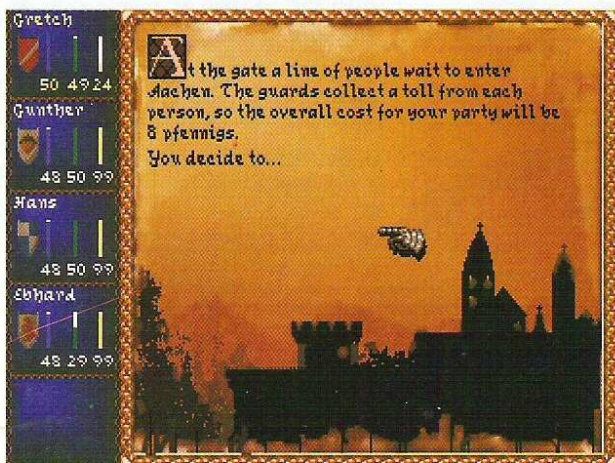 Gretch
50 49 24
Gunther
48 50 99
Hans
48 50 99
Ebhard
48 29 99
At the gate a line of people wait to enter
Aachen. The guards collect a toll from each
person, so the overall cost for your party will be
8 pfennigs.
You decide to...